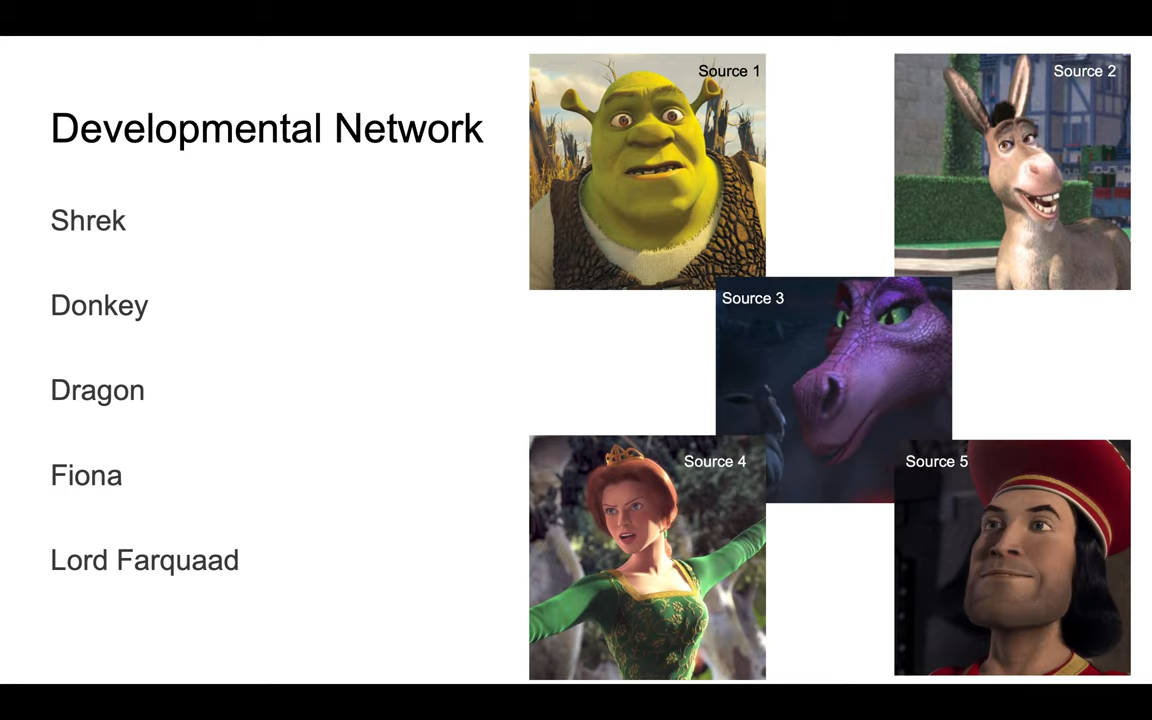 Developmental Network
Shrek
Donkey
Dragon
Fiona
Lord Farquaad
Source 1
Source 2
Source 3
Source 4
Source 5